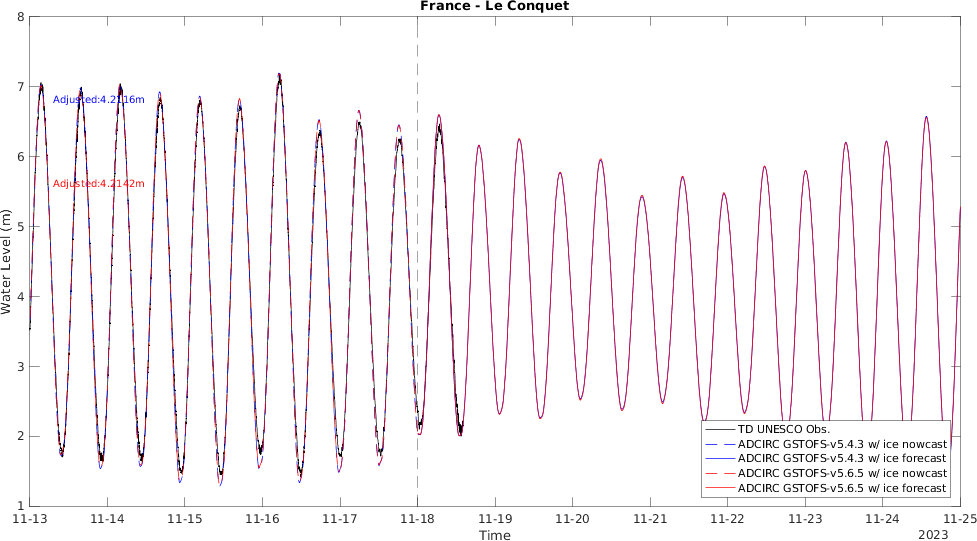 France - Le Conquet
8
7
6
5
4
3
2
1
Water Level (m)
Adjusted:4.2116m
Adjusted:4.2142m
TD UNESCO Obs.
ADCIRC GSTOFS-v5.4.3 w/ ice nowcast
ADCIRC GSTOFS-v5.4.3 w/ ice forecast
ADCIRC GSTOFS-v5.6.5 w/ ice nowcast
ADCIRC GSTOFS-v5.6.5 w/ ice forecast
11-13 11-14 11-15 11-16 11-17 11-18 11-19 11-20 11-21 11-22 11-23 11-24 11-25
Time
2023